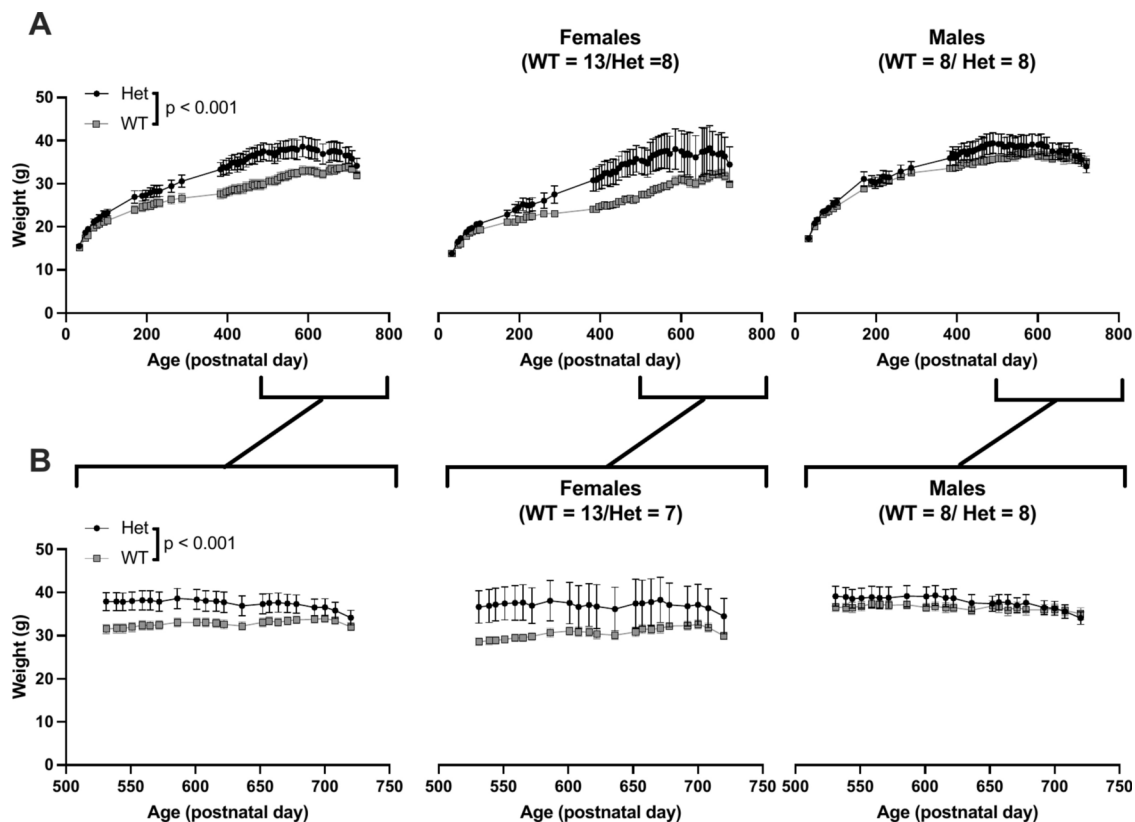 A
Females
(WT = 13/Het =8)
Males
(WT = 8/ Het = 8)
Het
WT
p < 0.001
Weight (g)
50
40
30
20
10
0
0 200 400 600 800
Age (postnatal day)
0 200 400 600 800
Age (postnatal day)
0 200 400 600 800
Age (postnatal day)
B
Females
(WT = 13/Het = 7)
Males
(WT = 8/ Het = 8)
Het
WT
p < 0.001
Weight (g)
50
40
30
20
10
0
500 550 600 650 700 750
Age (postnatal day)
500 550 600 650 700 750
Age (postnatal day)
500 550 600 650 700 750
Age (postnatal day)